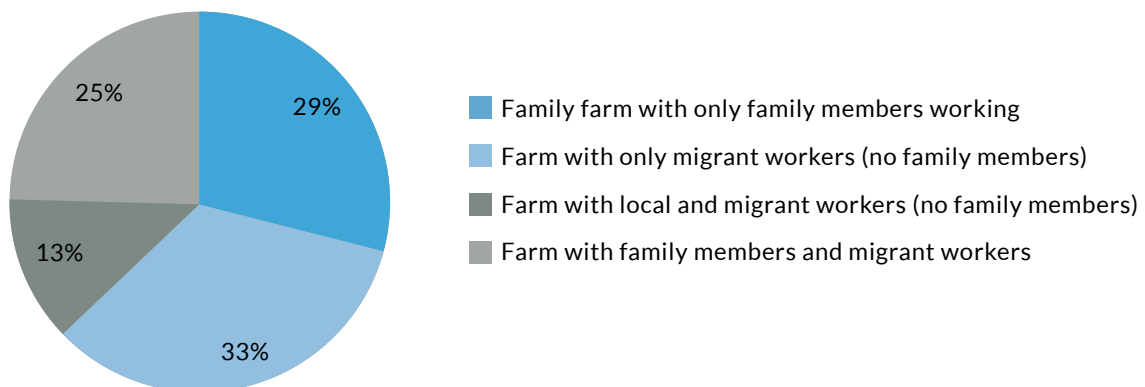 25%
29%
13%
33%
Family farm with only family members working
Farm with only migrant workers (no family members)
Farm with local and migrant workers (no family members)
Farm with family members and migrant workers